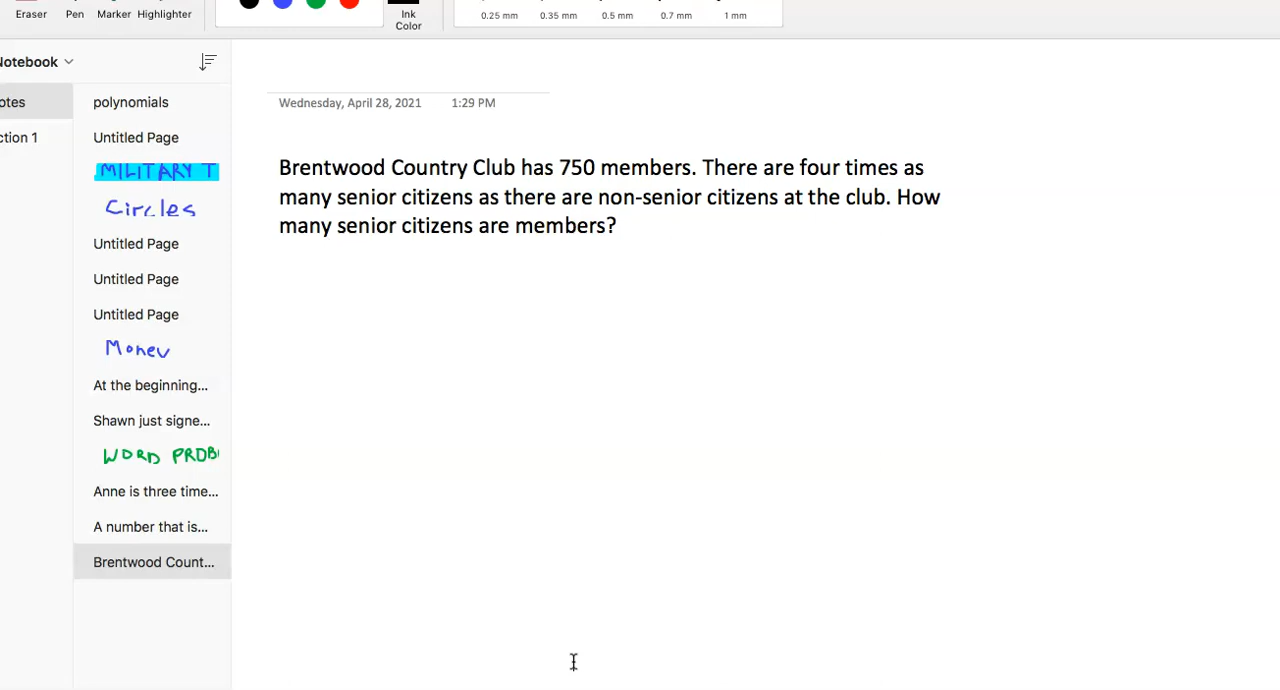 Eraser Pen Marker Highlighter
Ink
Color
0.25 mm 0.35 mm 0.5 mm 0.7 mm 1 mm
Notebook
otes
ction 1
polynomials
Untitled Page
MILITARY T
Circles
Untitled Page
Untitled Page
Untitled Page
Money
At the beginning...
Shawn just signe...
WORD PROB
Anne is three time...
A number that is...
Brentwood Count...
Wednesday, April 28, 2021 1:29 PM
Brentwood Country Club has 750 members. There are four times as
many senior citizens as there are non-senior citizens at the club. How
many senior citizens are members?